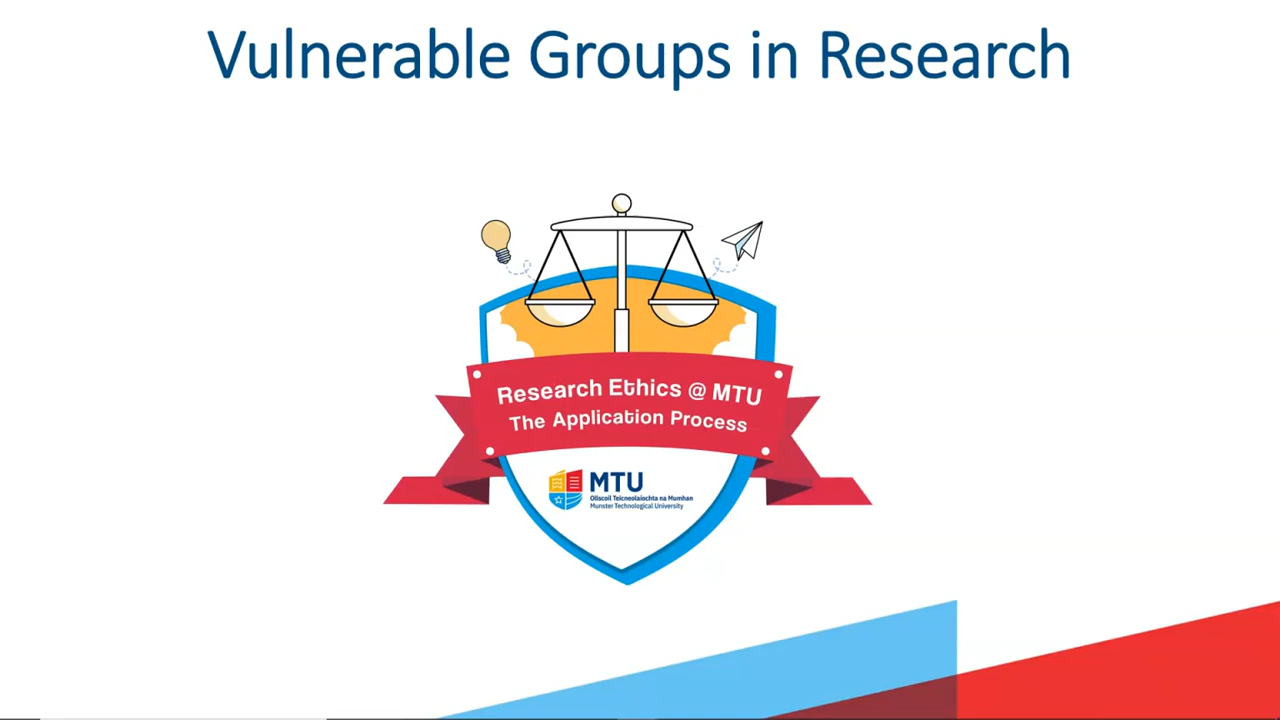 Vulnerable Groups in Research
Research Ethics @ MTU
The Application Process
MTU
Ollscoil Teicneolaíochta na Mumhan
Munster Technological University